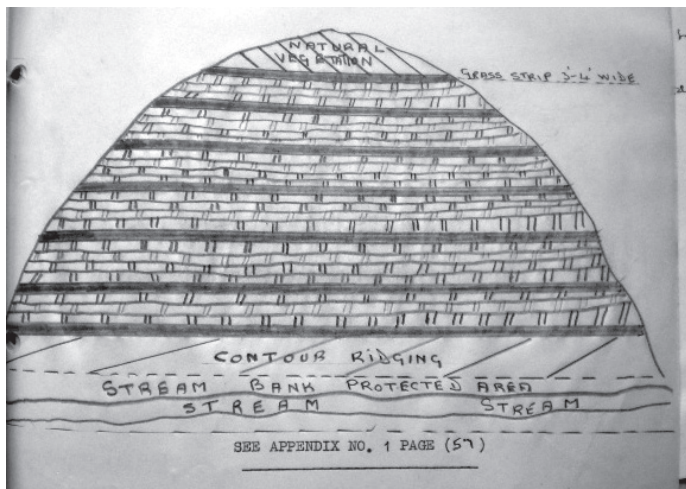 NATURAL
VEGETATION
GRASS STRIP 3'-4' WIDE
CONTOUR RIDGING
STREAM BANK PROTECTED AREA
STREAM STREAM
SEE APPENDIX NO. 1 PAGE (57)